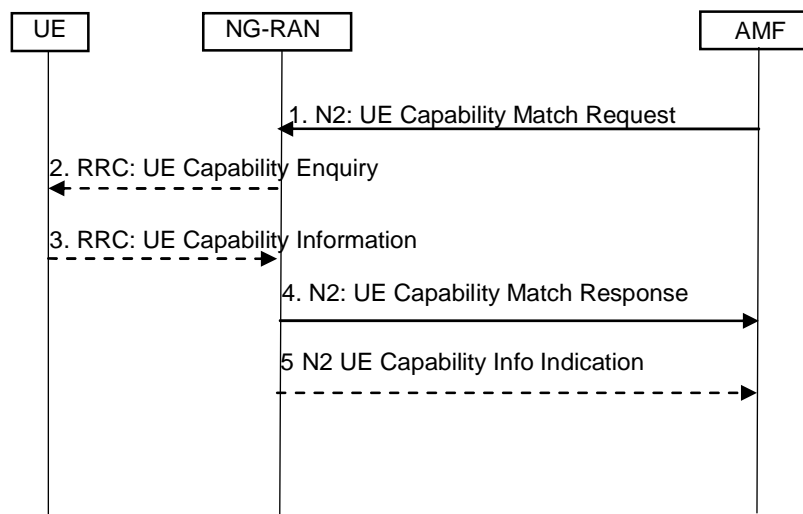 UE
NG-RAN
AMF
1. N2: UE Capability Match Request
2. RRC: UE Capability Enquiry
3. RRC: UE Capability Information
4. N2: UE Capability Match Response
5 N2 UE Capability Info Indication